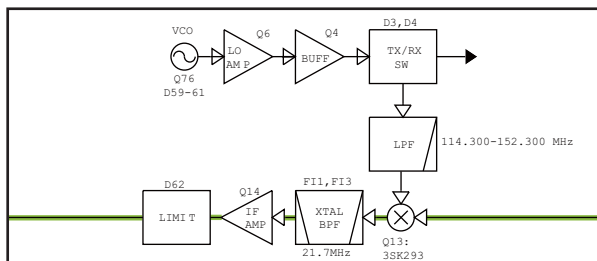 VCO
Q6
Q4
D3,D4
LO
AMP
BUFF
TX/RX
SW
Q76
D59-61
LPF
114.300-152.300 MHz
D62
Q14
FI1,FI3
LIMIT
IF
AMP
XTAL
BPF
21.7MHz
Q13:
3SK293